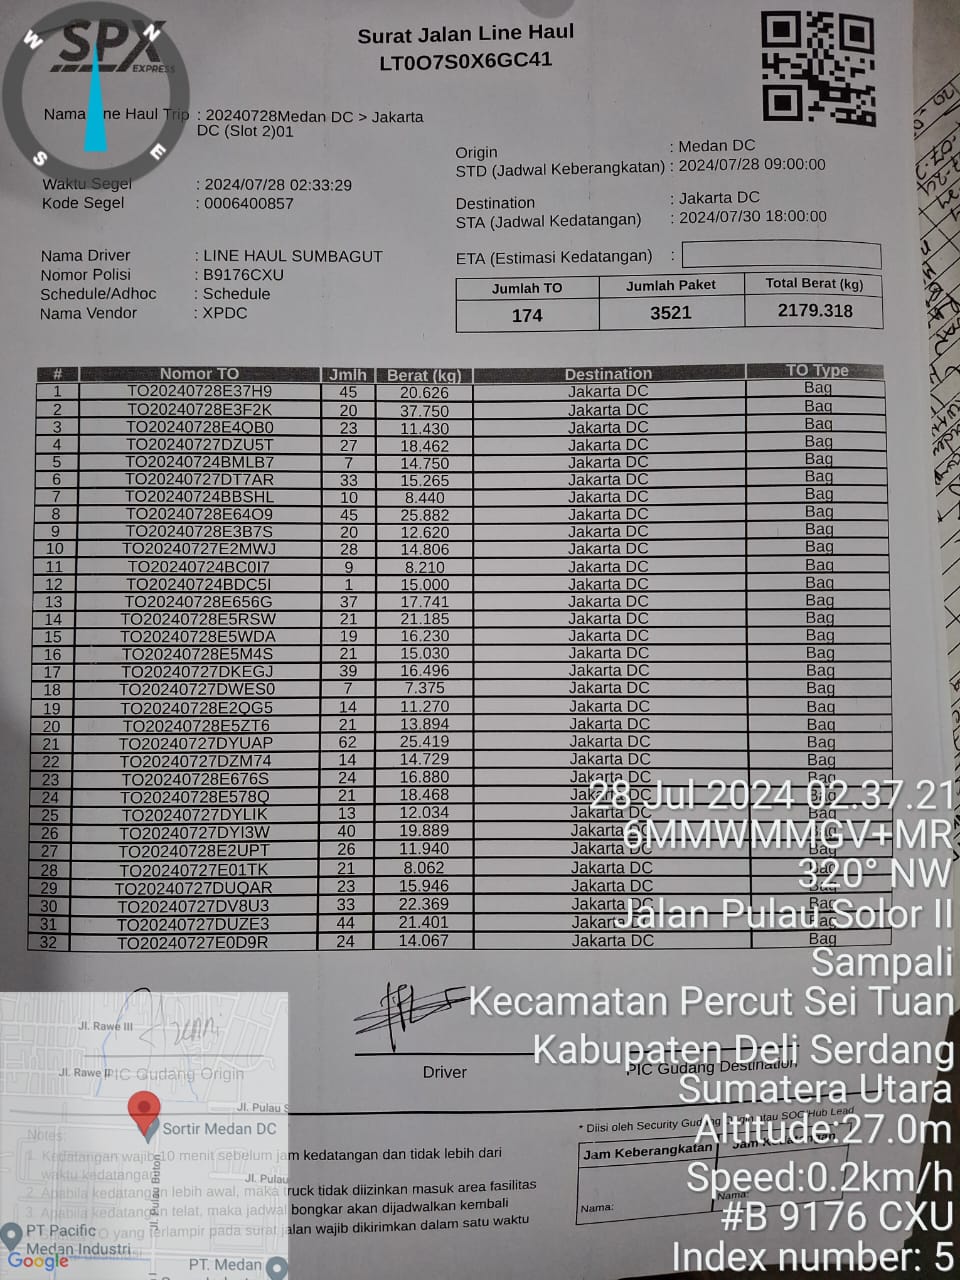 SPX
EXPRESS
W
N
S
E
Surat Jalan Line Haul
LT0O7S0X6GC41
Nama Line Haul Trip : 20240728Medan DC > Jakarta
DC (Slot 2)01
Waktu Segel : 2024/07/28 02:33:29
Kode Segel : 0006400857
Origin : Medan DC
STD (Jadwal Keberangkatan) : 2024/07/28 09:00:00
Destination : Jakarta DC
STA (Jadwal Kedatangan) : 2024/07/30 18:00:00
Nama Driver : LINE HAUL SUMBAGUT
Nomor Polisi : B9176CXU
Schedule/Adhoc : Schedule
Nama Vendor : XPDC
ETA (Estimasi Kedatangan) :
Jumlah TO Jumlah Paket Total Berat (kg)
174 3521 2179.318
# Nomor TO Jmlh Berat (kg) Destination TO Type
1 TO20240728E37H9 45 20.626 Jakarta DC Bag
2 TO20240728E3F2K 20 37.750 Jakarta DC Bag
3 TO20240728E4QB0 23 11.430 Jakarta DC Bag
4 TO20240727DZU5T 27 18.462 Jakarta DC Bag
5 TO20240724BMLB7 7 14.750 Jakarta DC Bag
6 TO20240727DT7AR 33 15.265 Jakarta DC Bag
7 TO20240724BBSHL 10 8.440 Jakarta DC Bag
8 TO20240728E64O9 45 25.882 Jakarta DC Bag
9 TO20240728E3B7S 20 12.620 Jakarta DC Bag
10 TO20240727E2MWJ 28 14.806 Jakarta DC Bag
11 TO20240724BC0I7 9 8.210 Jakarta DC Bag
12 TO20240724BDC5I 1 15.000 Jakarta DC Bag
13 TO20240728E656G 37 17.741 Jakarta DC Bag
14 TO20240728E5RSW 21 21.185 Jakarta DC Bag
15 TO20240728E5WDA 19 16.230 Jakarta DC Bag
16 TO20240728E5M4S 21 15.030 Jakarta DC Bag
17 TO20240727DKEGJ 39 16.496 Jakarta DC Bag
18 TO20240727DWES0 7 7.375 Jakarta DC Bag
19 TO20240728E2QG5 14 11.270 Jakarta DC Bag
20 TO20240728E5ZT6 21 13.894 Jakarta DC Bag
21 TO20240727DYUAP 62 25.419 Jakarta DC Bag
22 TO20240727DZM74 14 14.729 Jakarta DC Bag
23 TO20240728E676S 24 16.880 Jakarta DC Bag
24 TO20240728E578Q 21 18.468 Jakarta DC Bag
25 TO20240727DYLIK 13 12.034 Jakarta DC Bag
26 TO20240727DYI3W 40 19.889 Jakarta DC Bag
27 TO20240728E2UPT 26 11.940 Jakarta DC Bag
28 TO20240727E01TK 21 8.062 Jakarta DC Bag
29 TO20240727DUQAR 23 15.946 Jakarta DC Bag
30 TO20240727DV8U3 33 22.369 Jakarta DC Bag
31 TO20240727DUZE3 44 21.401 Jakarta DC Bag
32 TO20240727E0D9R 24 14.067 Jakarta DC Bag
28 Jul 2024 02.37.21
6MMWMMGV+MR
320° NW
Jalan Pulau Solor II
Sampali
Kecamatan Percut Sei Tuan
Kabupaten Deli Serdang
Sumatera Utara
Altitude:27.0m
Speed:0.2km/h
#B 9176 CXU
Index number: 5
PIC Gudang Origin
Driver
PIC Gudang Destination
* Diisi oleh Security Gudang Origin atau SOC/Hub Lead
Jam Keberangkatan Jam Kedatangan
Nama: Nama:
Notes:
1. Kedatangan wajib 10 menit sebelum jam kedatangan dan tidak lebih dari
waktu kedatangan
2. Apabila kedatangan lebih awal, maka truck tidak diizinkan masuk area fasilitas
3. Apabila kedatangan telat, maka jadwal bongkar akan dijadwalkan kembali
TO yang terlampir pada surat jalan wajib dikirimkan dalam satu waktu
Jl. Rawe III
Jl. Rawe II
Jl. Pulau S
Sortir Medan DC
Jl. Pulau
Jl. Pulau Buton
PT Pacific
Medan Industri
PT. Medan
Google